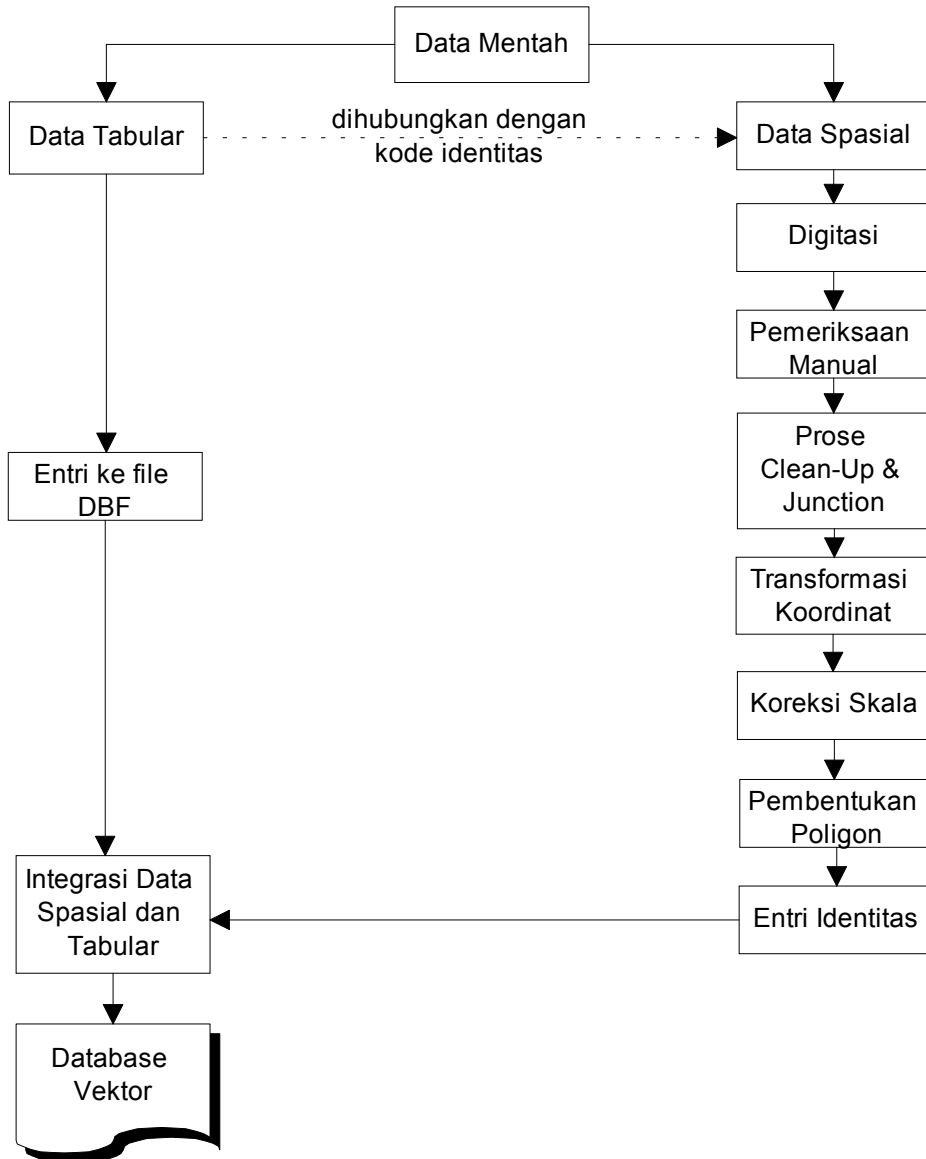 Data Mentah
Data Tabular
dihubungkan dengan
kode identitas
Data Spasial
Digitasi
Pemeriksaan
Manual
Prose
Clean-Up &
Junction
Entri ke file
DBF
Transformasi
Koordinat
Koreksi Skala
Pembentukan
Poligon
Integrasi Data
Spasial dan
Tabular
Entri Identitas
Database
Vektor